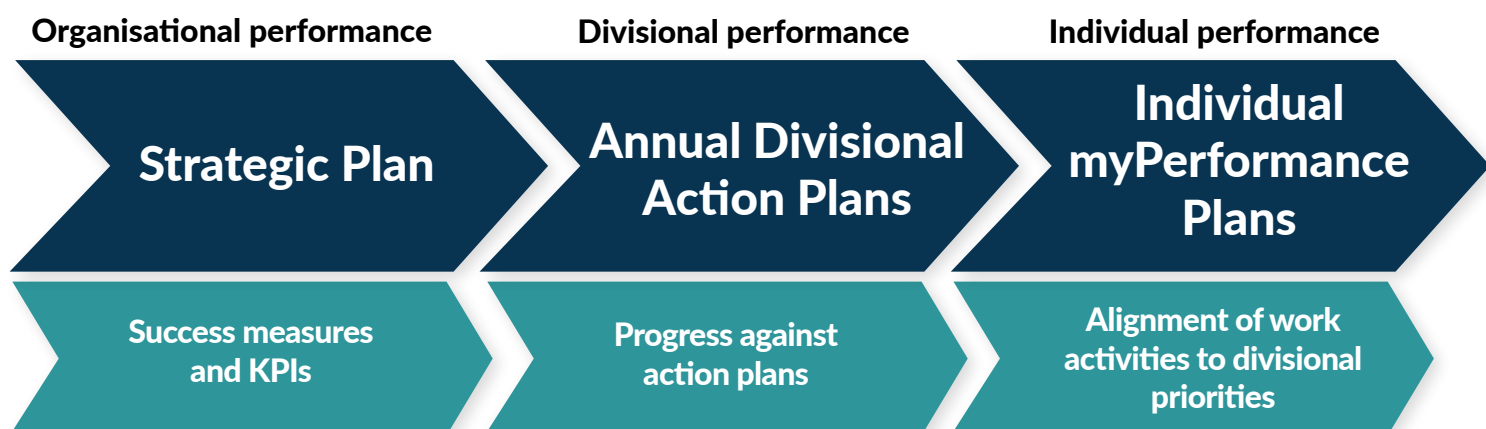 Organisational performance
Divisional performance
Individual performance
Strategic Plan
Annual Divisional
Action Plans
Individual
myPerformance
Plans
Success measures
and KPIs
Progress against
action plans
Alignment of work
activities to divisional
priorities